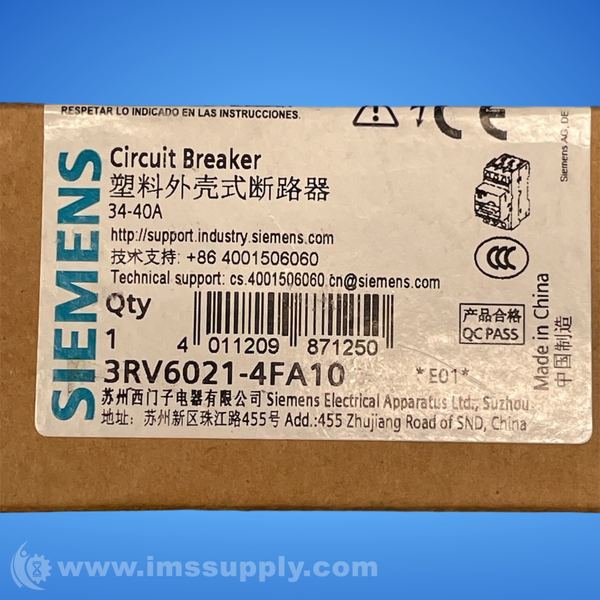 RESPETAR LO INDICADO EN LAS INSTRUCCIONES.
CE
Siemens AG, DE
SIEMENS
Circuit Breaker
塑料外壳式断路器
34-40A
http://support.industry.siemens.com
技术支持: +86 4001506060
Technical support: cs.4001506060.cn@siemens.com
CCC
Qty
1
4 011209 871250
产品合格
QC PASS
Made in China
中国制造
3RV6021-4FA10
*E01*
苏州西门子电器有限公司 Siemens Electrical Apparatus Ltd., Suzhou
地址: 苏州新区珠江路455号 Add.:455 Zhujiang Road of SND, China
www.imssupply.com